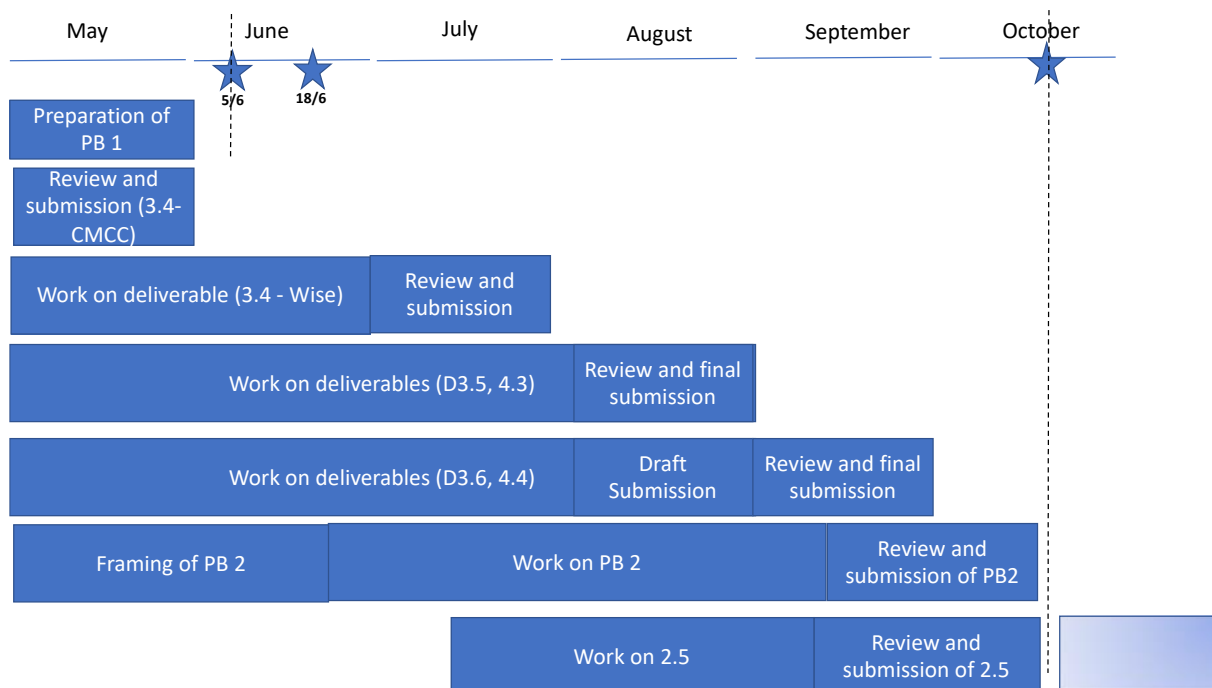 May
June
July
August
September
October
5/6
18/6
Preparation of
PB 1
Review and
submission (3.4-
CMCC)
Work on deliverable (3.4 - Wise)
Review and
submission
Work on deliverables (D3.5, 4.3)
Review and final
submission
Work on deliverables (D3.6, 4.4)
Draft
Submission
Review and final
submission
Framing of PB 2
Work on PB 2
Review and
submission of PB2
Work on 2.5
Review and
submission of 2.5